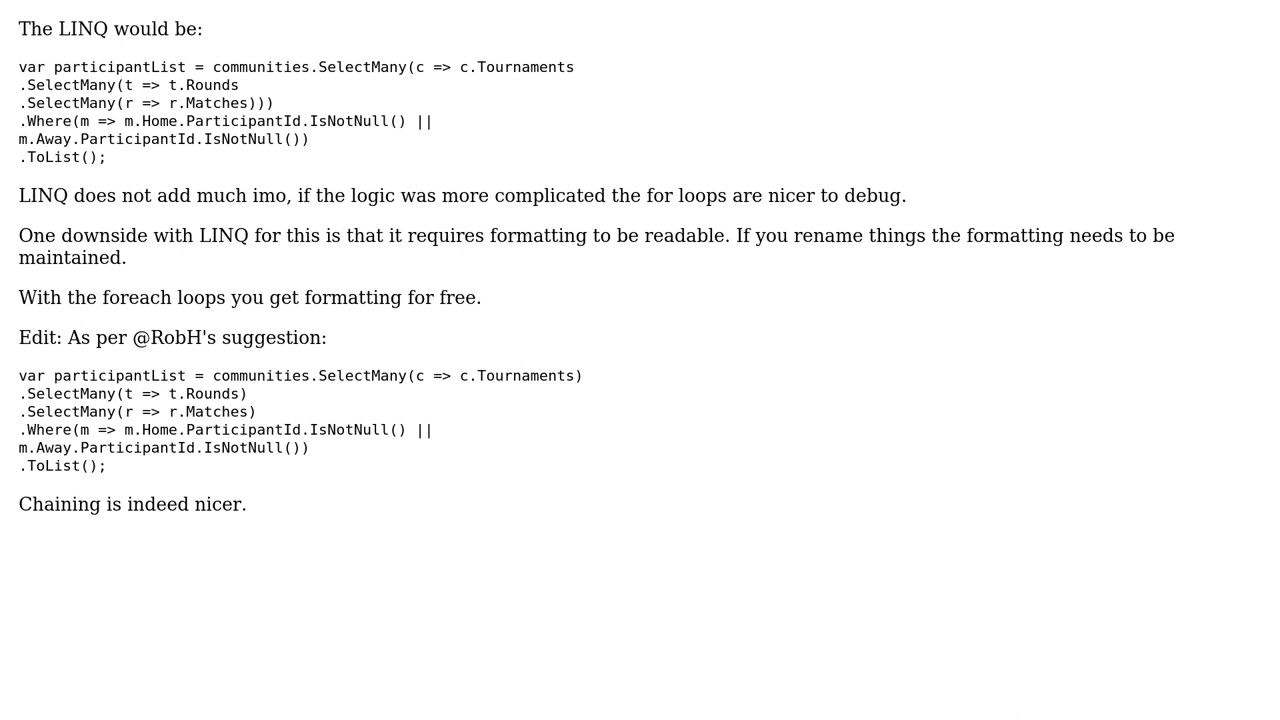 The LINQ would be:
var participantList = communities.SelectMany(c => c.Tournaments
.SelectMany(t => t.Rounds
.SelectMany(r => r.Matches)))
.Where(m => m.Home.ParticipantId.IsNotNull() ||
m.Away.ParticipantId.IsNotNull())
.ToList();
LINQ does not add much imo, if the logic was more complicated the for loops are nicer to debug.
One downside with LINQ for this is that it requires formatting to be readable. If you rename things the formatting needs to be
maintained.
With the foreach loops you get formatting for free.
Edit: As per @RobH's suggestion:
var participantList = communities.SelectMany(c => c.Tournaments)
.SelectMany(t => t.Rounds)
.SelectMany(r => r.Matches)
.Where(m => m.Home.ParticipantId.IsNotNull() ||
m.Away.ParticipantId.IsNotNull())
.ToList();
Chaining is indeed nicer.